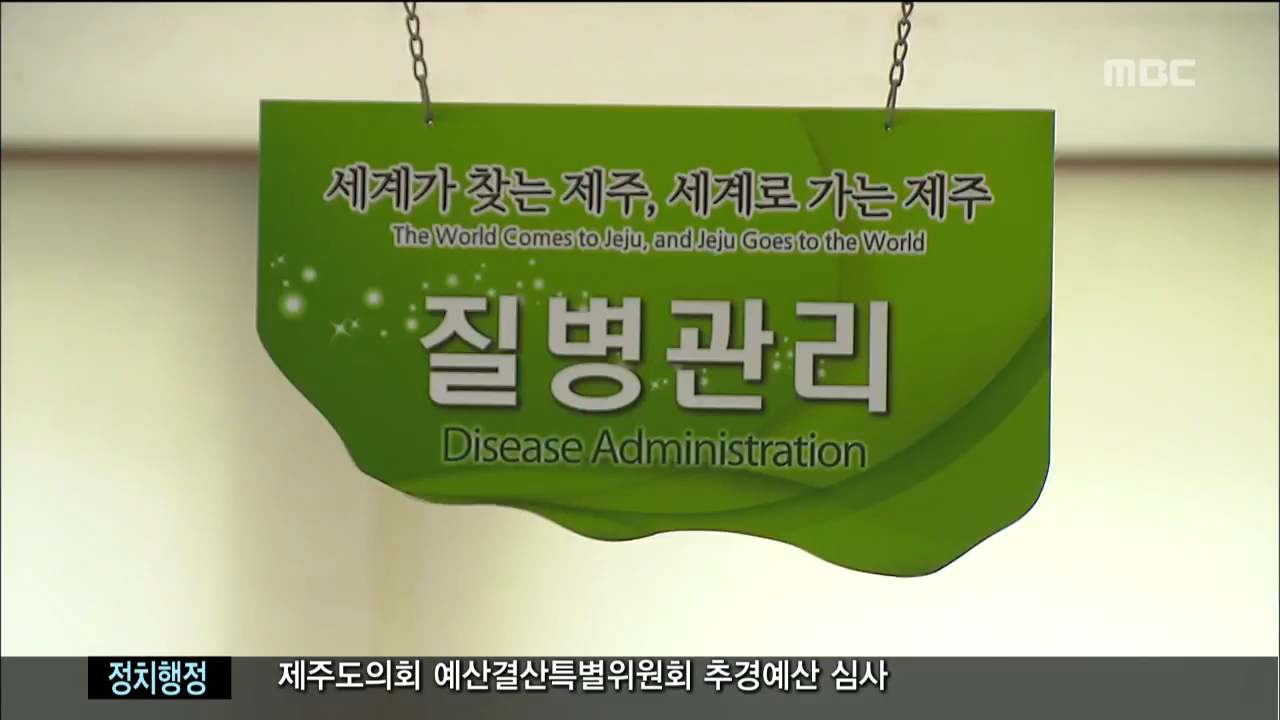 MBC
세계가 찾는 제주, 세계로 가는 제주
The World Comes to Jeju, and Jeju Goes to the World
질병관리
Disease Administration
정치행정 제주도의회 예산결산특별위원회 추경예산 심사